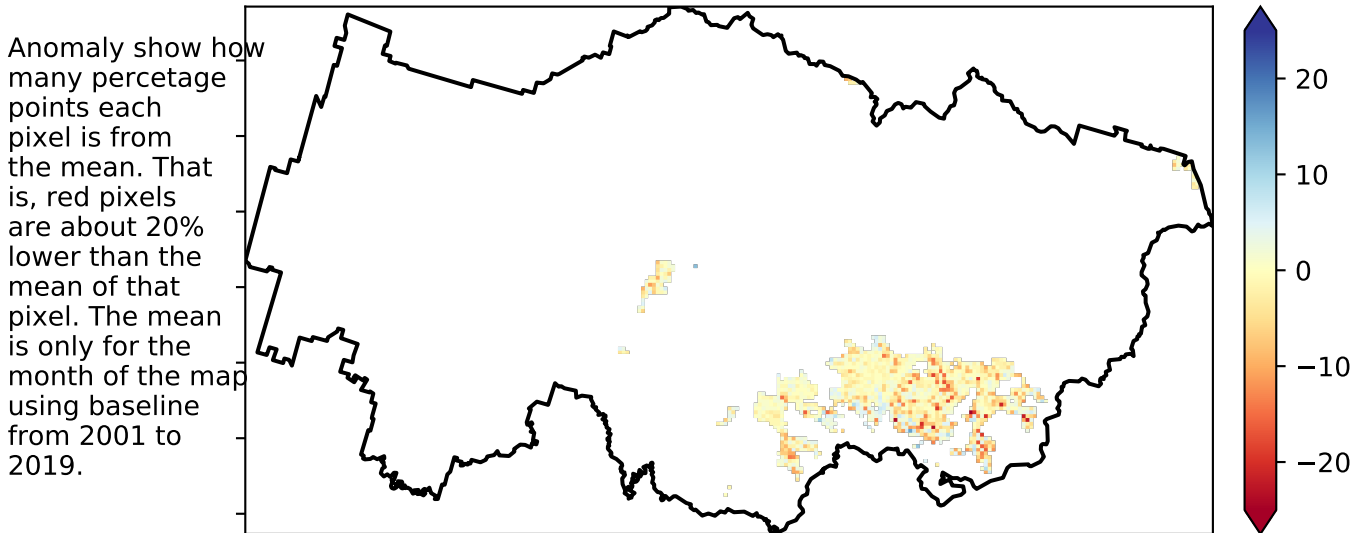 Anomaly show how
many percetage
points each
pixel is from
the mean. That
is, red pixels
are about 20%
lower than the
mean of that
pixel. The mean
is only for the
month of the map
using baseline
from 2001 to
2019.
20
10
0
−10
−20